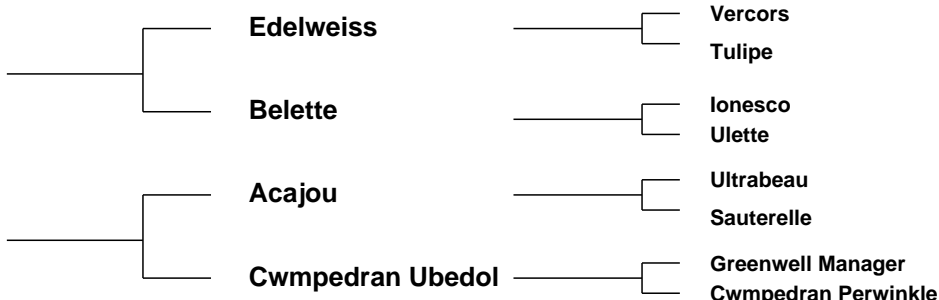 Edelweiss
Vercors
Tulipe
Belette
Ionesco
Ulette
Acajou
Ultrabeau
Sauterelle
Cwmpedran Ubedol
Greenwell Manager
Cwmpedran Perwinkle